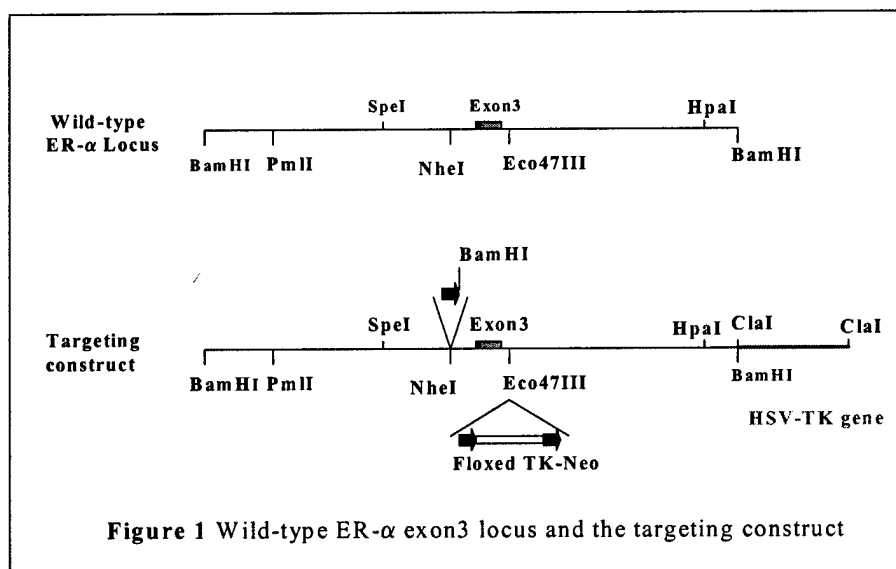 SpeI Exon3 HpaI
Wild-type
ER-α Locus
BamHI PmlI NheI Eco47III BamHI
BamHI
SpeI Exon3 HpaI ClaI ClaI
Targeting
construct
BamHI PmlI NheI Eco47III BamHI
HSV-TK gene
Floxed TK-Neo
Figure 1 Wild-type ER-α exon3 locus and the targeting construct